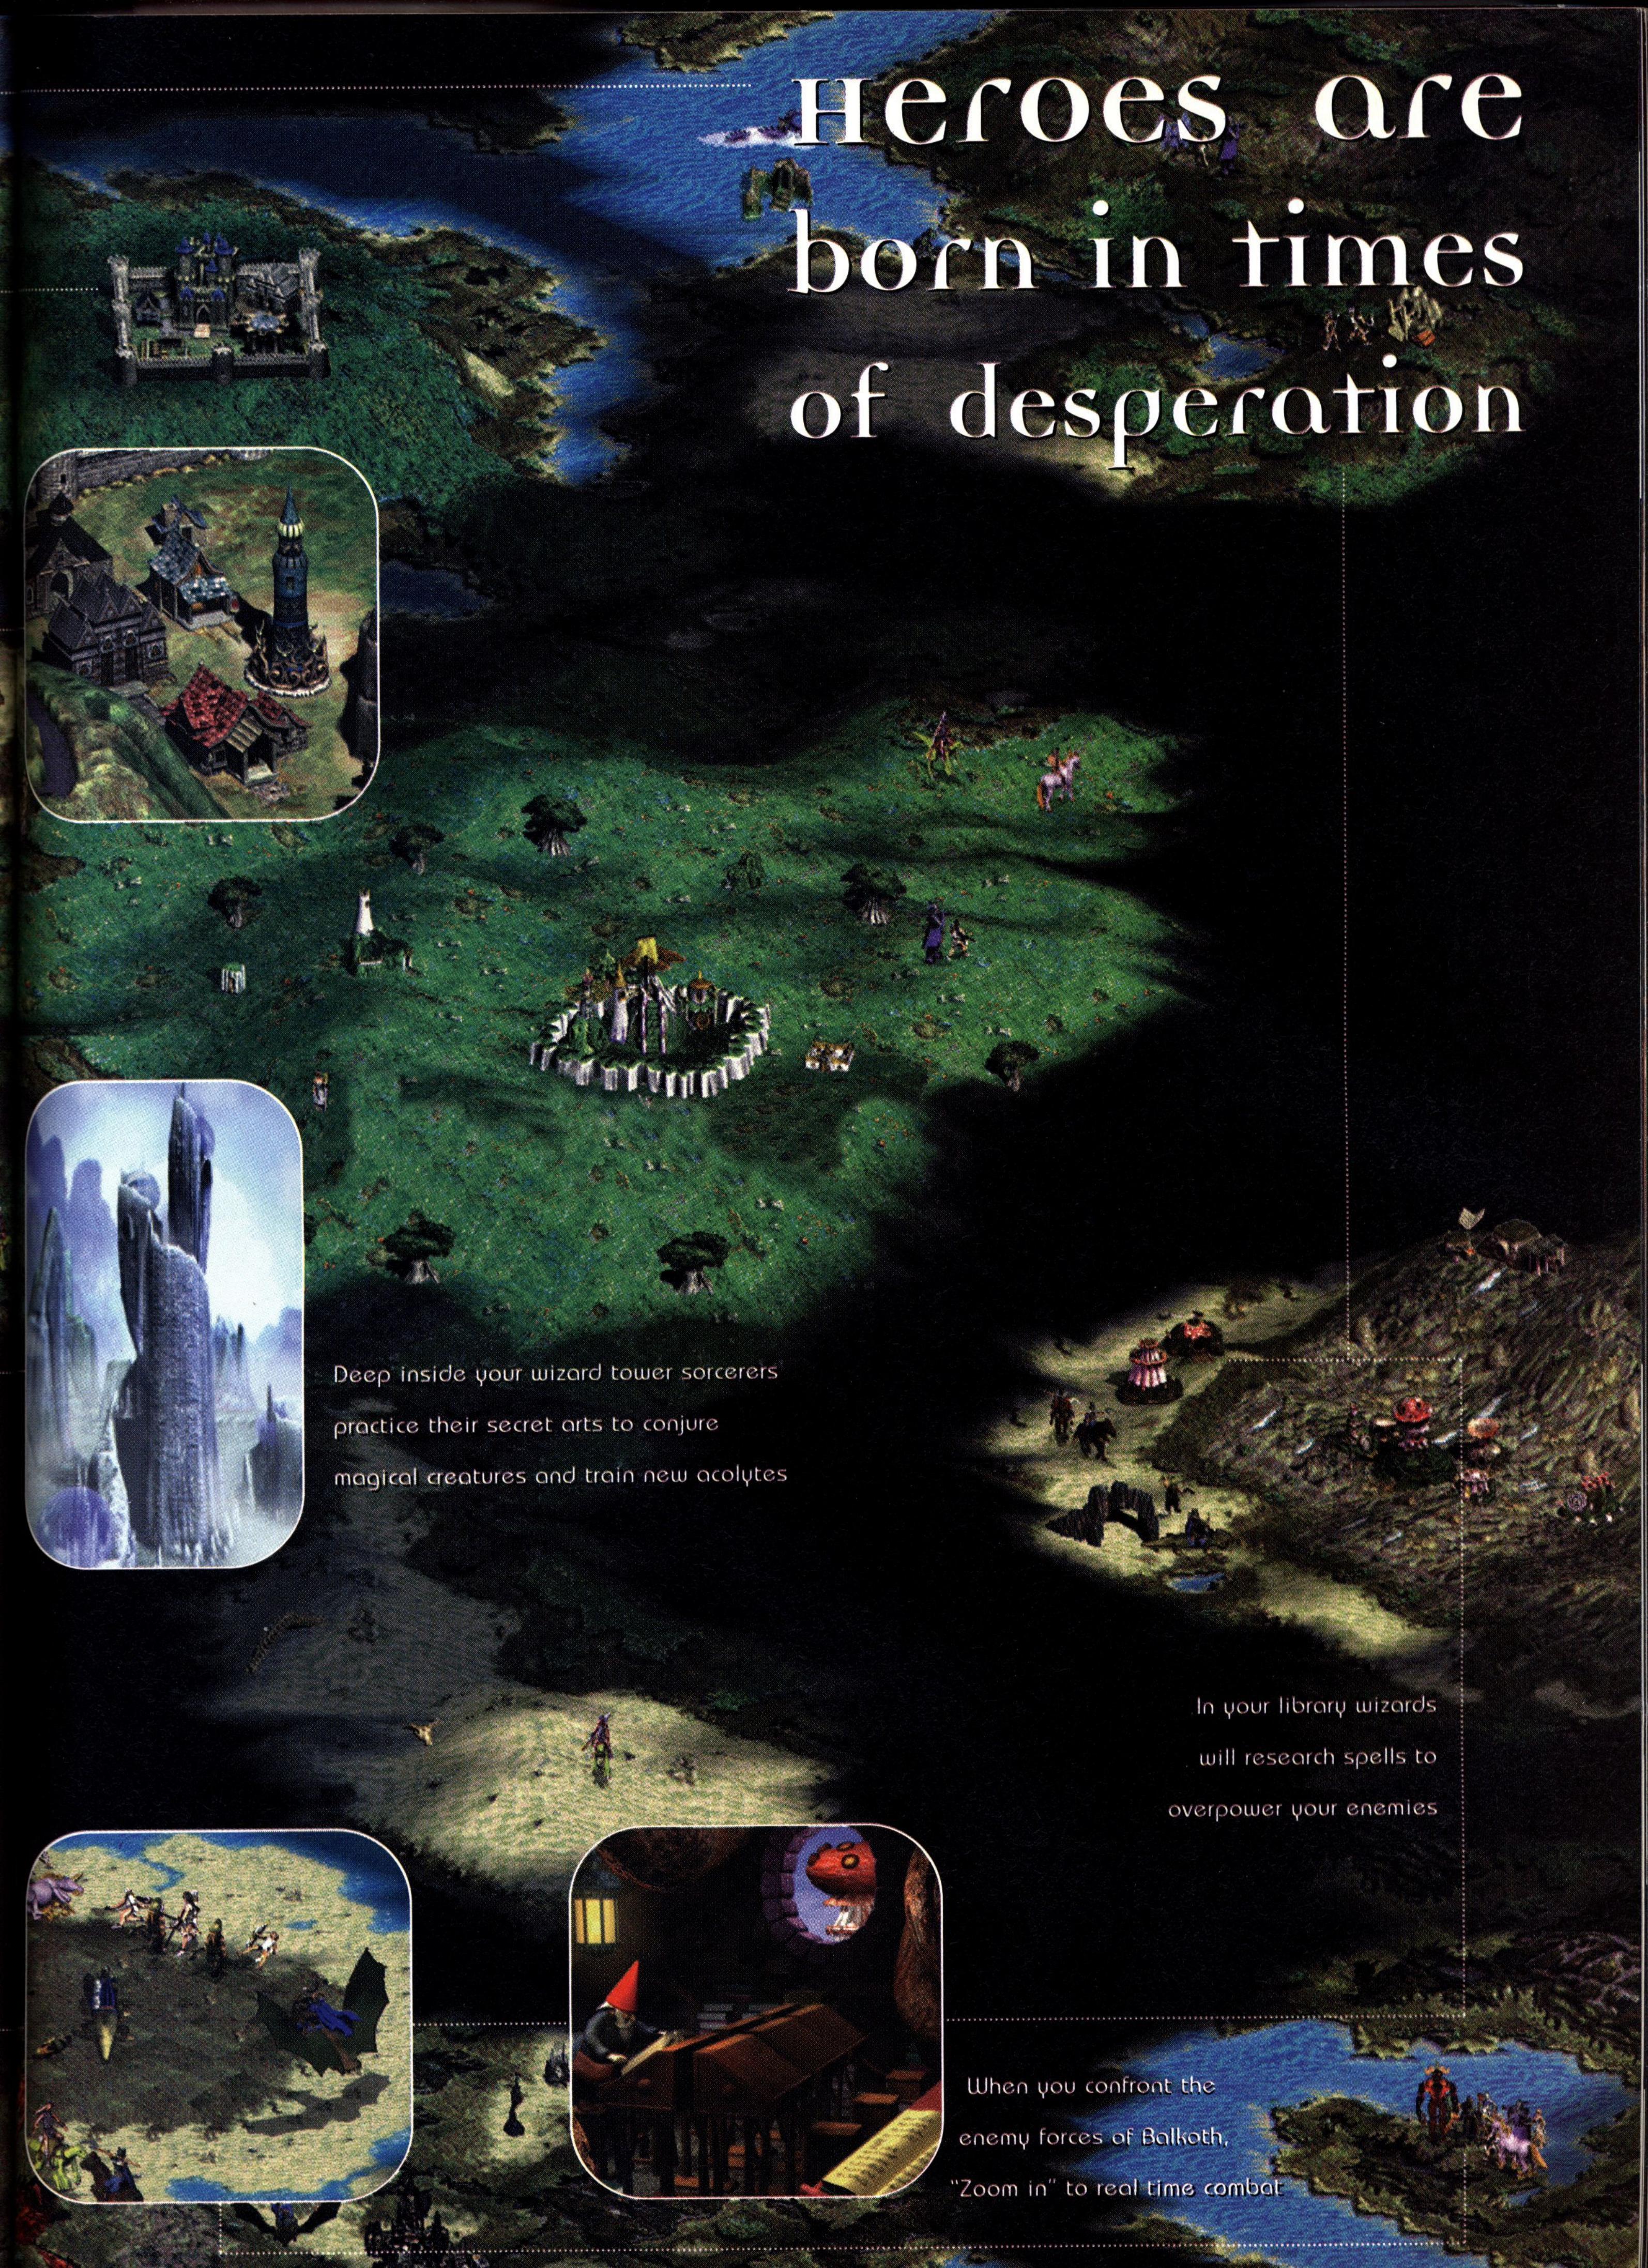 Heroes are
born in times
of desperation
Deep inside your wizard tower sorcerers
practice their secret arts to conjure
magical creatures and train new acolytes
In your library wizards
will research spells to
overpower your enemies
When you confront the
enemy forces of Balkoth,
"Zoom in" to real time combat